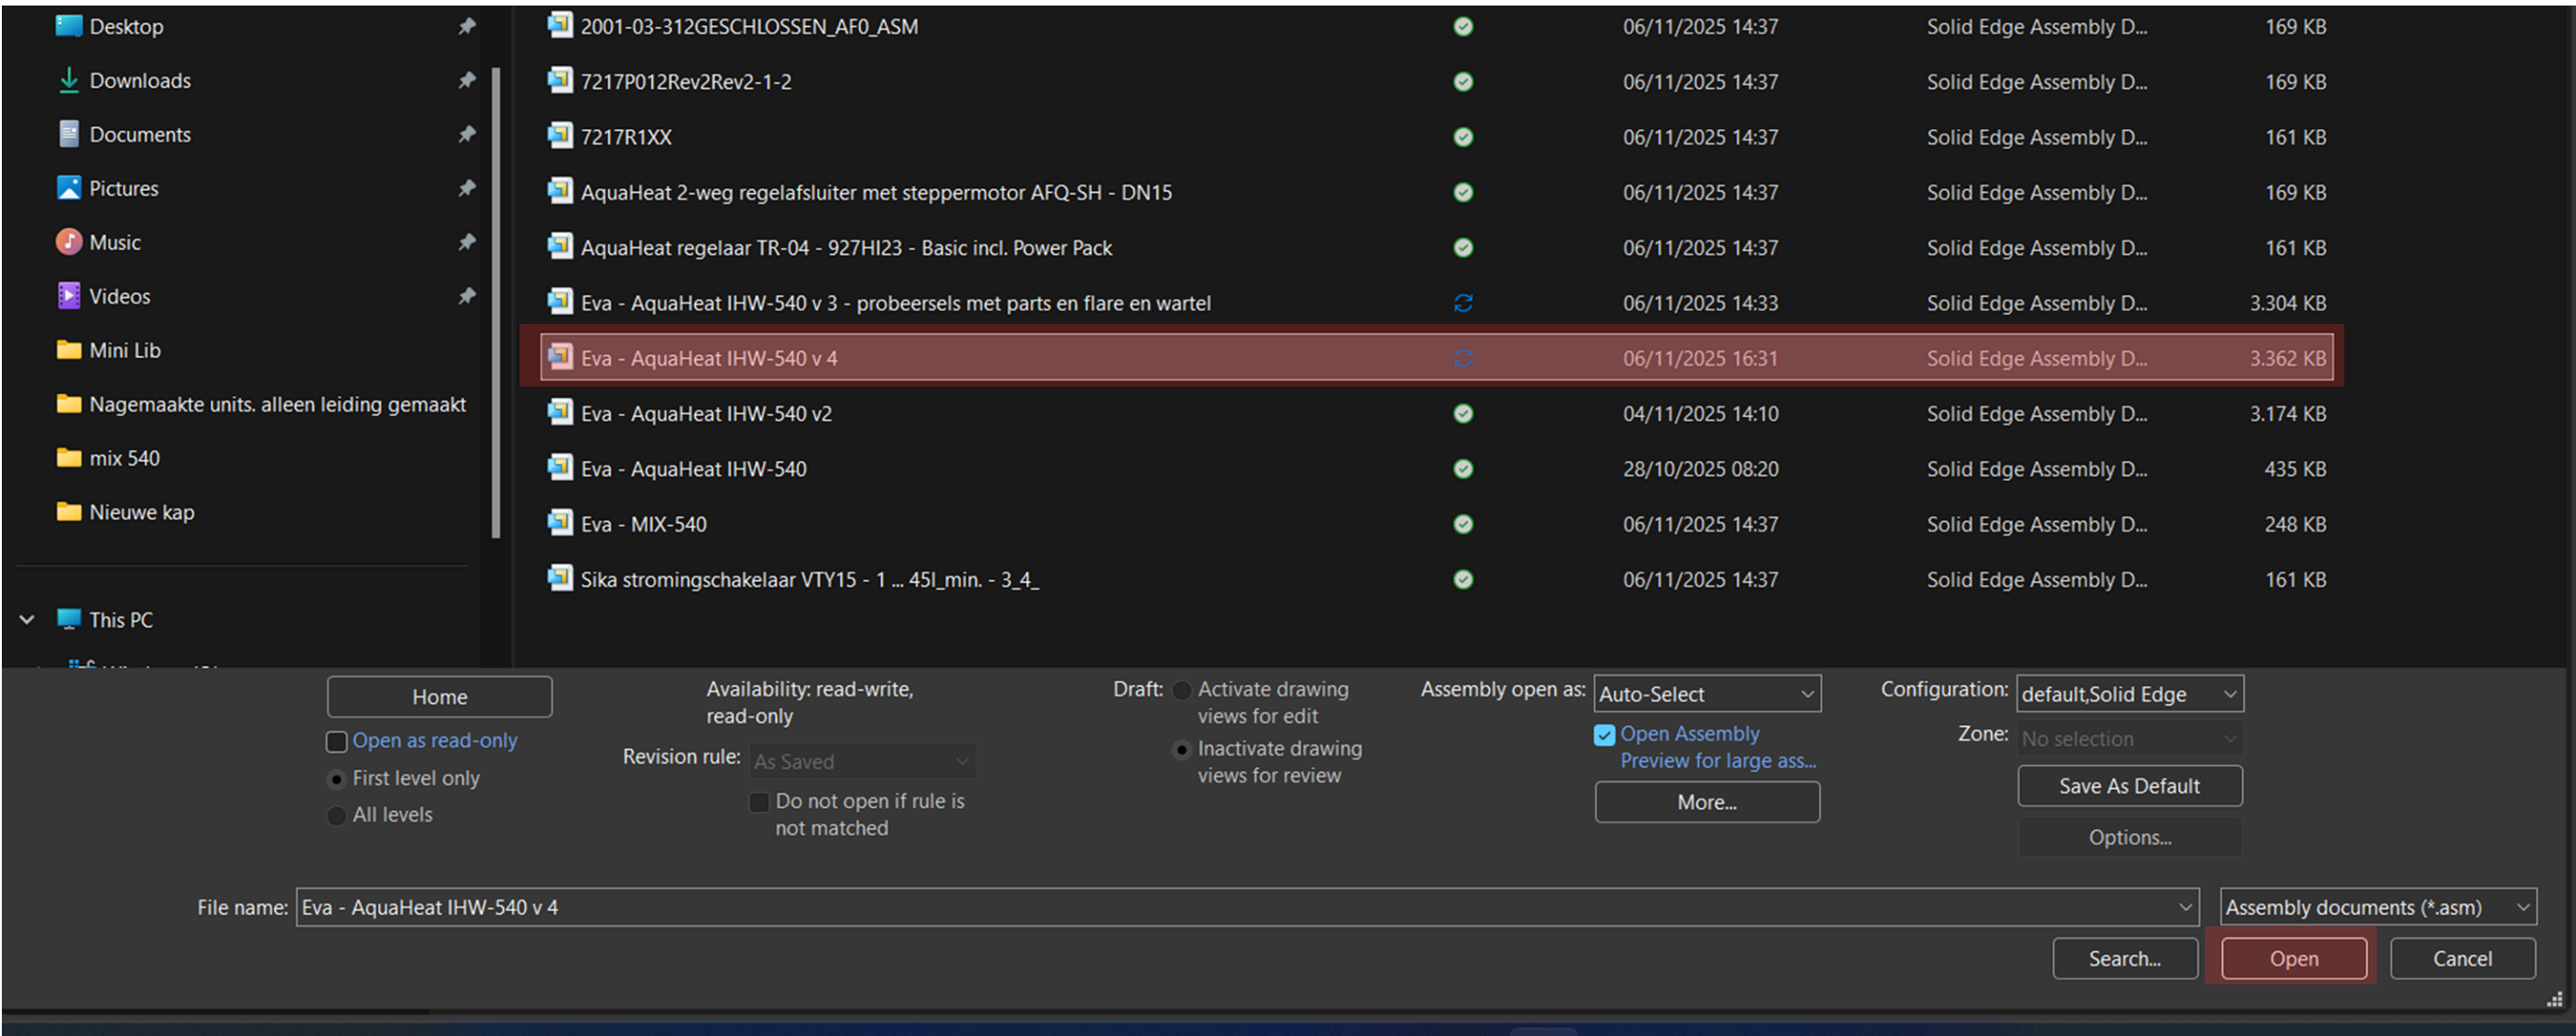 Desktop
Downloads
Documents
Pictures
Music
Videos
Mini Lib
Nagemaakte units. alleen leiding gemaakt
mix 540
Nieuwe kap
This PC
2001-03-312GESCHLOSSEN_AF0_ASM 06/11/2025 14:37 Solid Edge Assembly D... 169 KB
7217P012Rev2Rev2-1-2 06/11/2025 14:37 Solid Edge Assembly D... 169 KB
7217R1XX 06/11/2025 14:37 Solid Edge Assembly D... 161 KB
AquaHeat 2-weg regelafsluiter met steppermotor AFQ-SH - DN15 06/11/2025 14:37 Solid Edge Assembly D... 169 KB
AquaHeat regelaar TR-04 - 927HI23 - Basic incl. Power Pack 06/11/2025 14:37 Solid Edge Assembly D... 161 KB
Eva - AquaHeat IHW-540 v 3 - probeersels met parts en flare en wartel 06/11/2025 14:33 Solid Edge Assembly D... 3.304 KB
Eva - AquaHeat IHW-540 v 4 06/11/2025 16:31 Solid Edge Assembly D... 3.362 KB
Eva - AquaHeat IHW-540 v2 04/11/2025 14:10 Solid Edge Assembly D... 3.174 KB
Eva - AquaHeat IHW-540 28/10/2025 08:20 Solid Edge Assembly D... 435 KB
Eva - MIX-540 06/11/2025 14:37 Solid Edge Assembly D... 248 KB
Sika stromingschakelaar VTY15 - 1 ... 45l_min. - 3_4_ 06/11/2025 14:37 Solid Edge Assembly D... 161 KB
Home
Open as read-only
First level only
All levels
Availability: read-write,
read-only
Revision rule: As Saved
Do not open if rule is
not matched
Draft: Activate drawing
views for edit
Inactivate drawing
views for review
Assembly open as: Auto-Select
Open Assembly
Preview for large ass...
More...
Configuration: default,Solid Edge
Zone: No selection
Save As Default
Options...
File name: Eva - AquaHeat IHW-540 v 4 Assembly documents (*.asm)
Search... Open Cancel